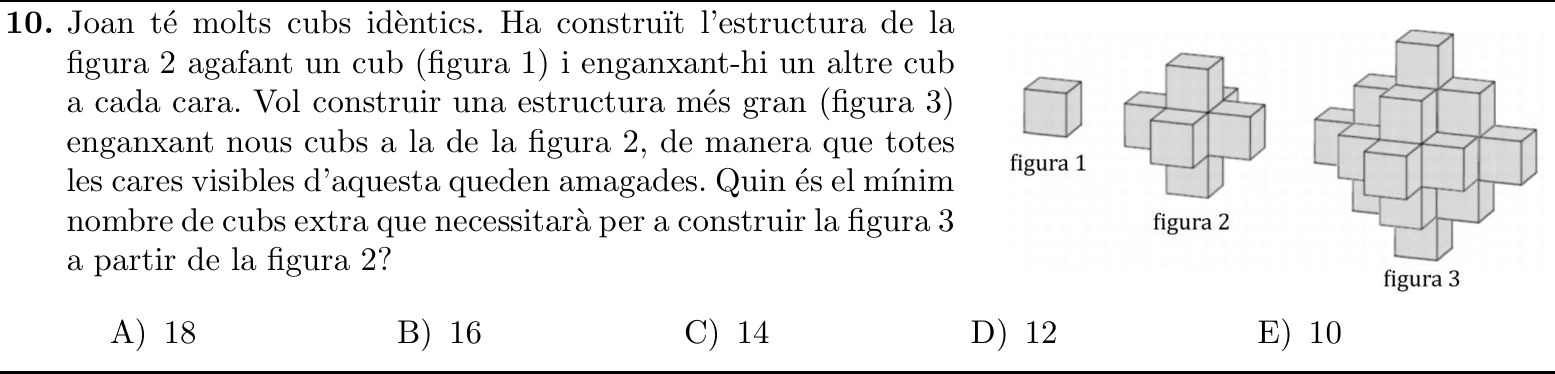 10. Joan té molts cubs idèntics. Ha construït l'estructura de la
figura 2 agafant un cub (figura 1) i enganxant-hi un altre cub
a cada cara. Vol construir una estructura més gran (figura 3)
enganxant nous cubs a la de la figura 2, de manera que totes
les cares visibles d'aquesta queden amagades. Quin és el mínim
nombre de cubs extra que necessitarà per a construir la figura 3
a partir de la figura 2?
figura 1
figura 2
figura 3
A) 18 B) 16 C) 14 D) 12 E) 10